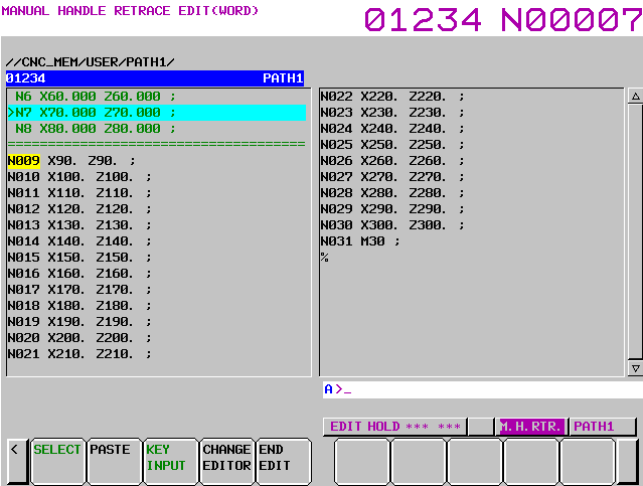 MANUAL HANDLE RETRACE EDIT(WORD)
01234 N00007
//CNC_MEM/USER/PATH1/
01234 PATH1
N6 X60.000 Z60.000 ;
>N7 X70.000 Z70.000 ;
N8 X80.000 Z80.000 ;
=====================================
N009 X90. Z90. ;
N010 X100. Z100. ;
N011 X110. Z110. ;
N012 X120. Z120. ;
N013 X130. Z130. ;
N014 X140. Z140. ;
N015 X150. Z150. ;
N016 X160. Z160. ;
N017 X170. Z170. ;
N018 X180. Z180. ;
N019 X190. Z190. ;
N020 X200. Z200. ;
N021 X210. Z210. ;
N022 X220. Z220. ;
N023 X230. Z230. ;
N024 X240. Z240. ;
N025 X250. Z250. ;
N026 X260. Z260. ;
N027 X270. Z270. ;
N028 X280. Z280. ;
N029 X290. Z290. ;
N030 X300. Z300. ;
N031 M30 ;
%
A>_
EDIT HOLD *** *** M.H.RTR. PATH1
< SELECT PASTE KEY CHANGE END
INPUT EDITOR EDIT